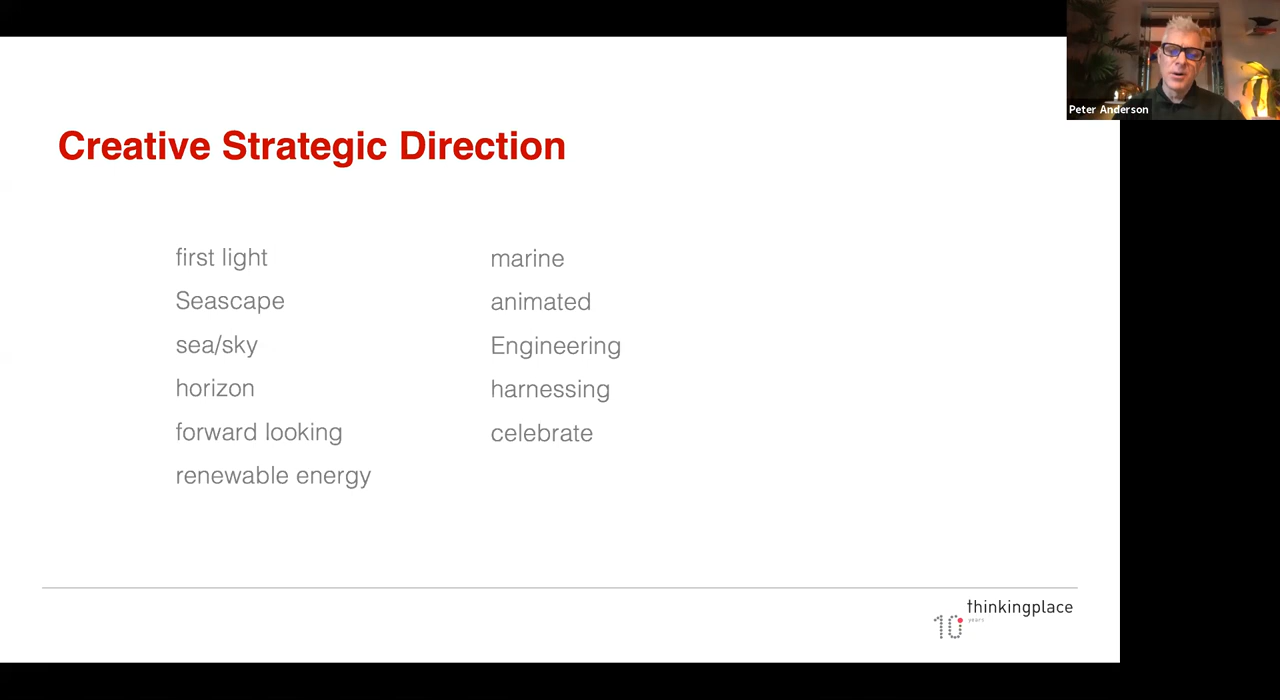 Peter Anderson
Creative Strategic Direction
first light
Seascape
sea/sky
horizon
forward looking
renewable energy
marine
animated
Engineering
harnessing
celebrate
thinkingplace
10 years